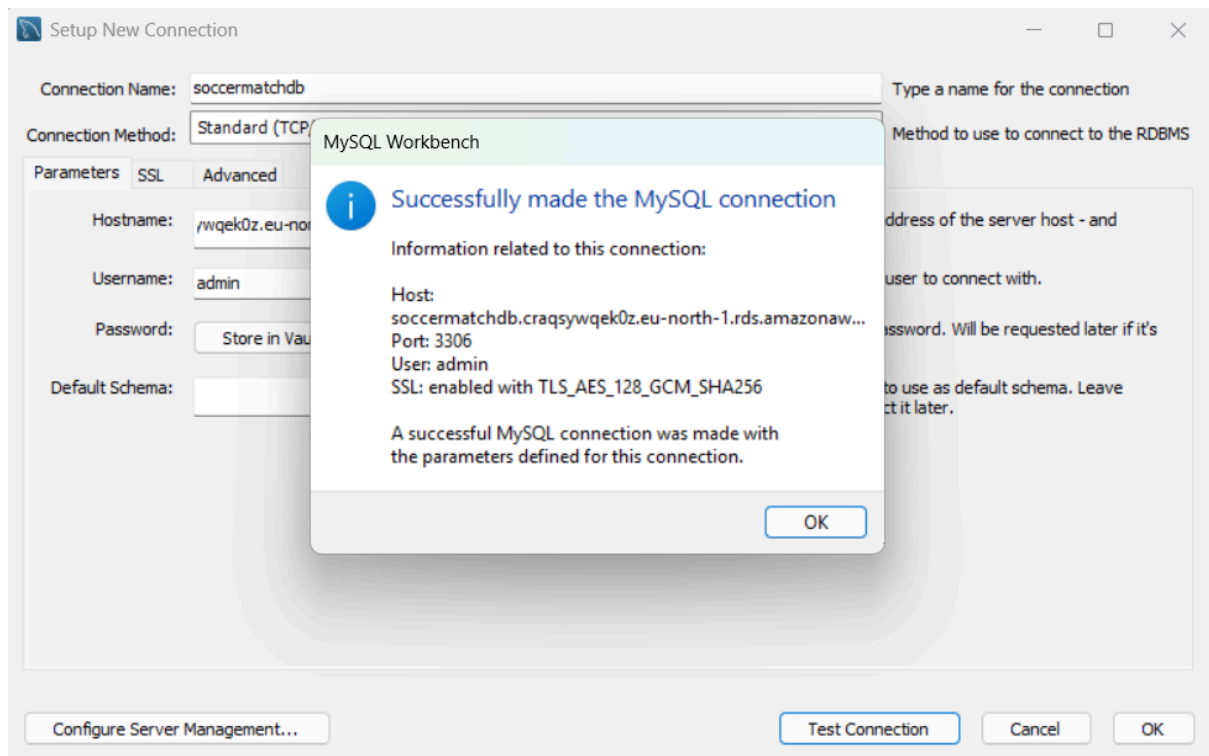 Setup New Connection
Connection Name: soccermatchdb Type a name for the connection
Connection Method: Standard (TCP/ Method to use to connect to the RDBMS
MySQL Workbench
Parameters SSL Advanced
Successfully made the MySQL connection
Hostname: ywqek0z.eu-nor ddress of the server host - and
Information related to this connection:
Username: admin user to connect with.
Host:
soccermatchdb.craqsywqek0z.eu-north-1.rds.amazonaw...
Password: Store in Vau assword. Will be requested later if it's
Port: 3306
User: admin
SSL: enabled with TLS_AES_128_GCM_SHA256
Default Schema: to use as default schema. Leave
ct it later.
A successful MySQL connection was made with
the parameters defined for this connection.
OK
Configure Server Management... Test Connection Cancel OK